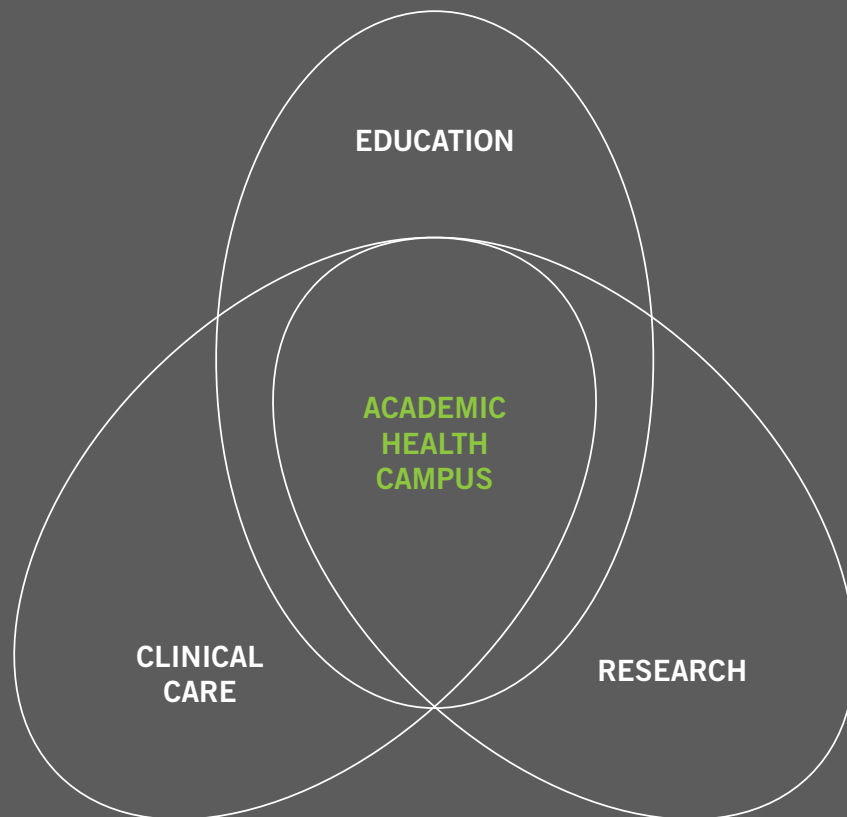 EDUCATION
ACADEMIC
HEALTH
CAMPUS
CLINICAL
CARE
RESEARCH